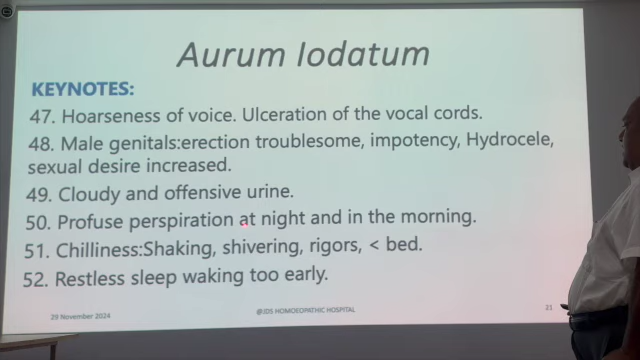 Aurum Iodatum
KEYNOTES:
47. Hoarseness of voice. Ulceration of the vocal cords.
48. Male genitals:erection troublesome, impotency, Hydrocele,
sexual desire increased.
49. Cloudy and offensive urine.
50. Profuse perspiration at night and in the morning.
51. Chilliness:Shaking, shivering, rigors, < bed.
52. Restless sleep waking too early.
29 November 2024 @JDS HOMOEOPATHIC HOSPITAL 21